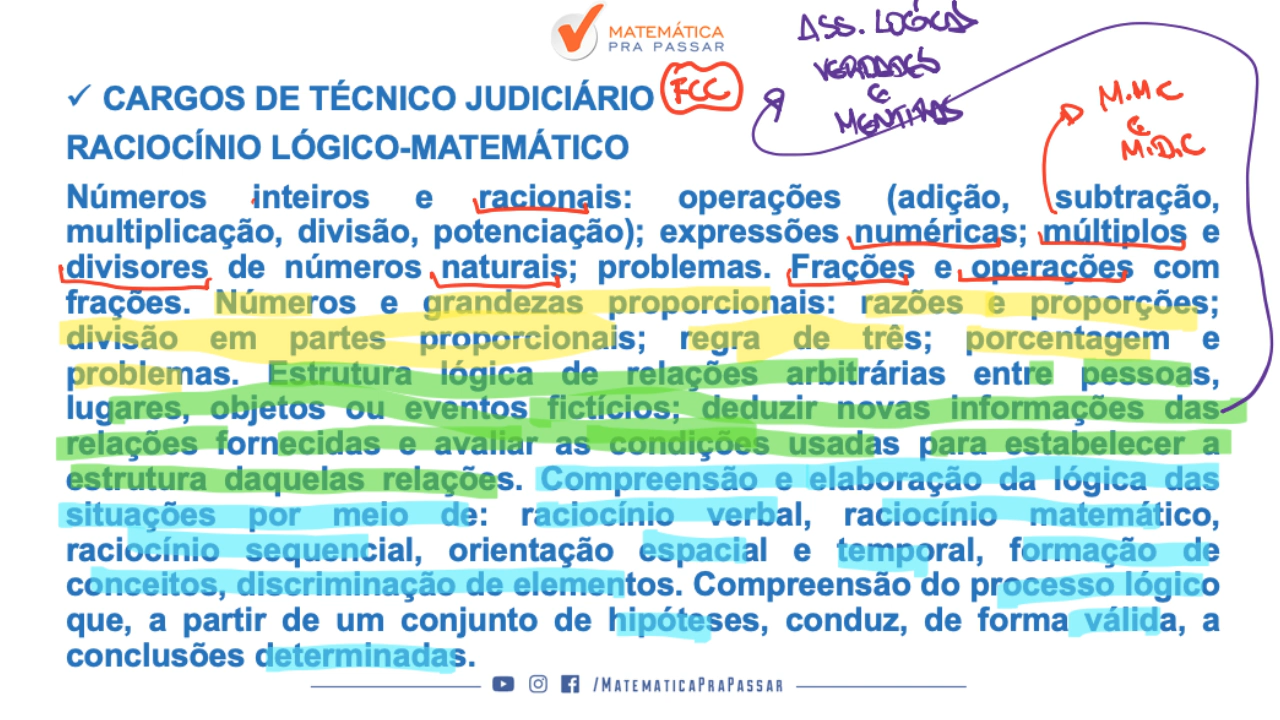 MATEMÁTICA
PRA PASSAR
ASS. LÓGICAS
VERDADES
E
MENTIRAS
✓ CARGOS DE TÉCNICO JUDICIÁRIO FCC
M.M.C
E
M.D.C
RACIOCÍNIO LÓGICO-MATEMÁTICO
Números inteiros e racionais: operações (adição, subtração,
multiplicação, divisão, potenciação); expressões numéricas; múltiplos e
divisores de números naturais; problemas. Frações e operações com
frações. Números e grandezas proporcionais: razões e proporções;
divisão em partes proporcionais; regra de três; porcentagem e
problemas. Estrutura lógica de relações arbitrárias entre pessoas,
lugares, objetos ou eventos fictícios; deduzir novas informações das
relações fornecidas e avaliar as condições usadas para estabelecer a
estrutura daquelas relações. Compreensão e elaboração da lógica das
situações por meio de: raciocínio verbal, raciocínio matemático,
raciocínio sequencial, orientação espacial e temporal, formação de
conceitos, discriminação de elementos. Compreensão do processo lógico
que, a partir de um conjunto de hipóteses, conduz, de forma válida, a
conclusões determinadas.
/MATEMATICAPRAPASSAR